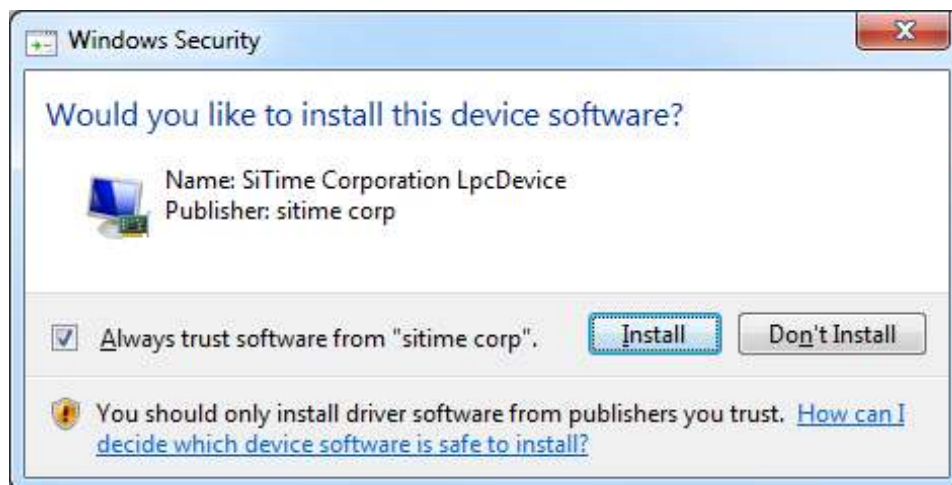 Windows Security
Would you like to install this device software?
Name: SiTime Corporation LpcDevice
Publisher: sitime corp
Always trust software from "sitime corp".
Install
Don't Install
You should only install driver software from publishers you trust. How can I
decide which device software is safe to install?